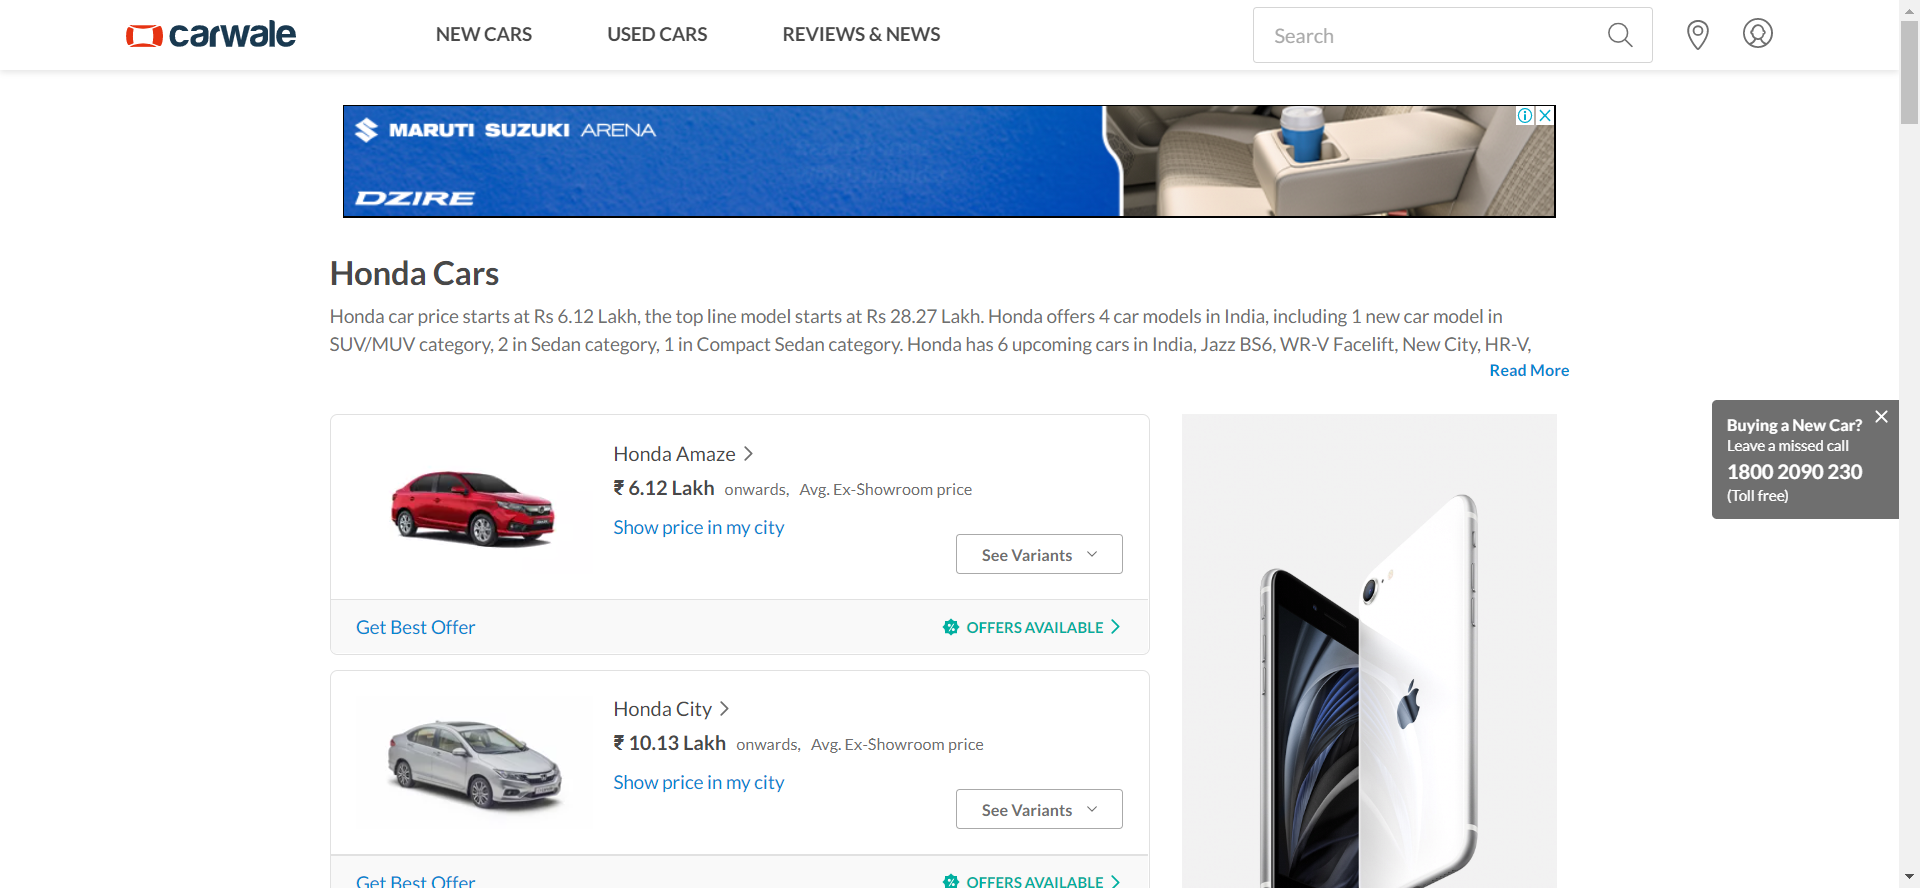 carwale
NEW CARS
USED CARS
REVIEWS & NEWS
Search
MARUTI SUZUKI ARENA
DZIRE
Honda Cars
Honda car price starts at Rs 6.12 Lakh, the top line model starts at Rs 28.27 Lakh. Honda offers 4 car models in India, including 1 new car model in
SUV/MUV category, 2 in Sedan category, 1 in Compact Sedan category. Honda has 6 upcoming cars in India, Jazz BS6, WR-V Facelift, New City, HR-V,
Read More
Honda Amaze
₹ 6.12 Lakh onwards, Avg. Ex-Showroom price
Show price in my city
See Variants
Get Best Offer
OFFERS AVAILABLE
Honda City
₹ 10.13 Lakh onwards, Avg. Ex-Showroom price
Show price in my city
See Variants
Get Best Offer
OFFERS AVAILABLE
Buying a New Car?
Leave a missed call
1800 2090 230
(Toll free)